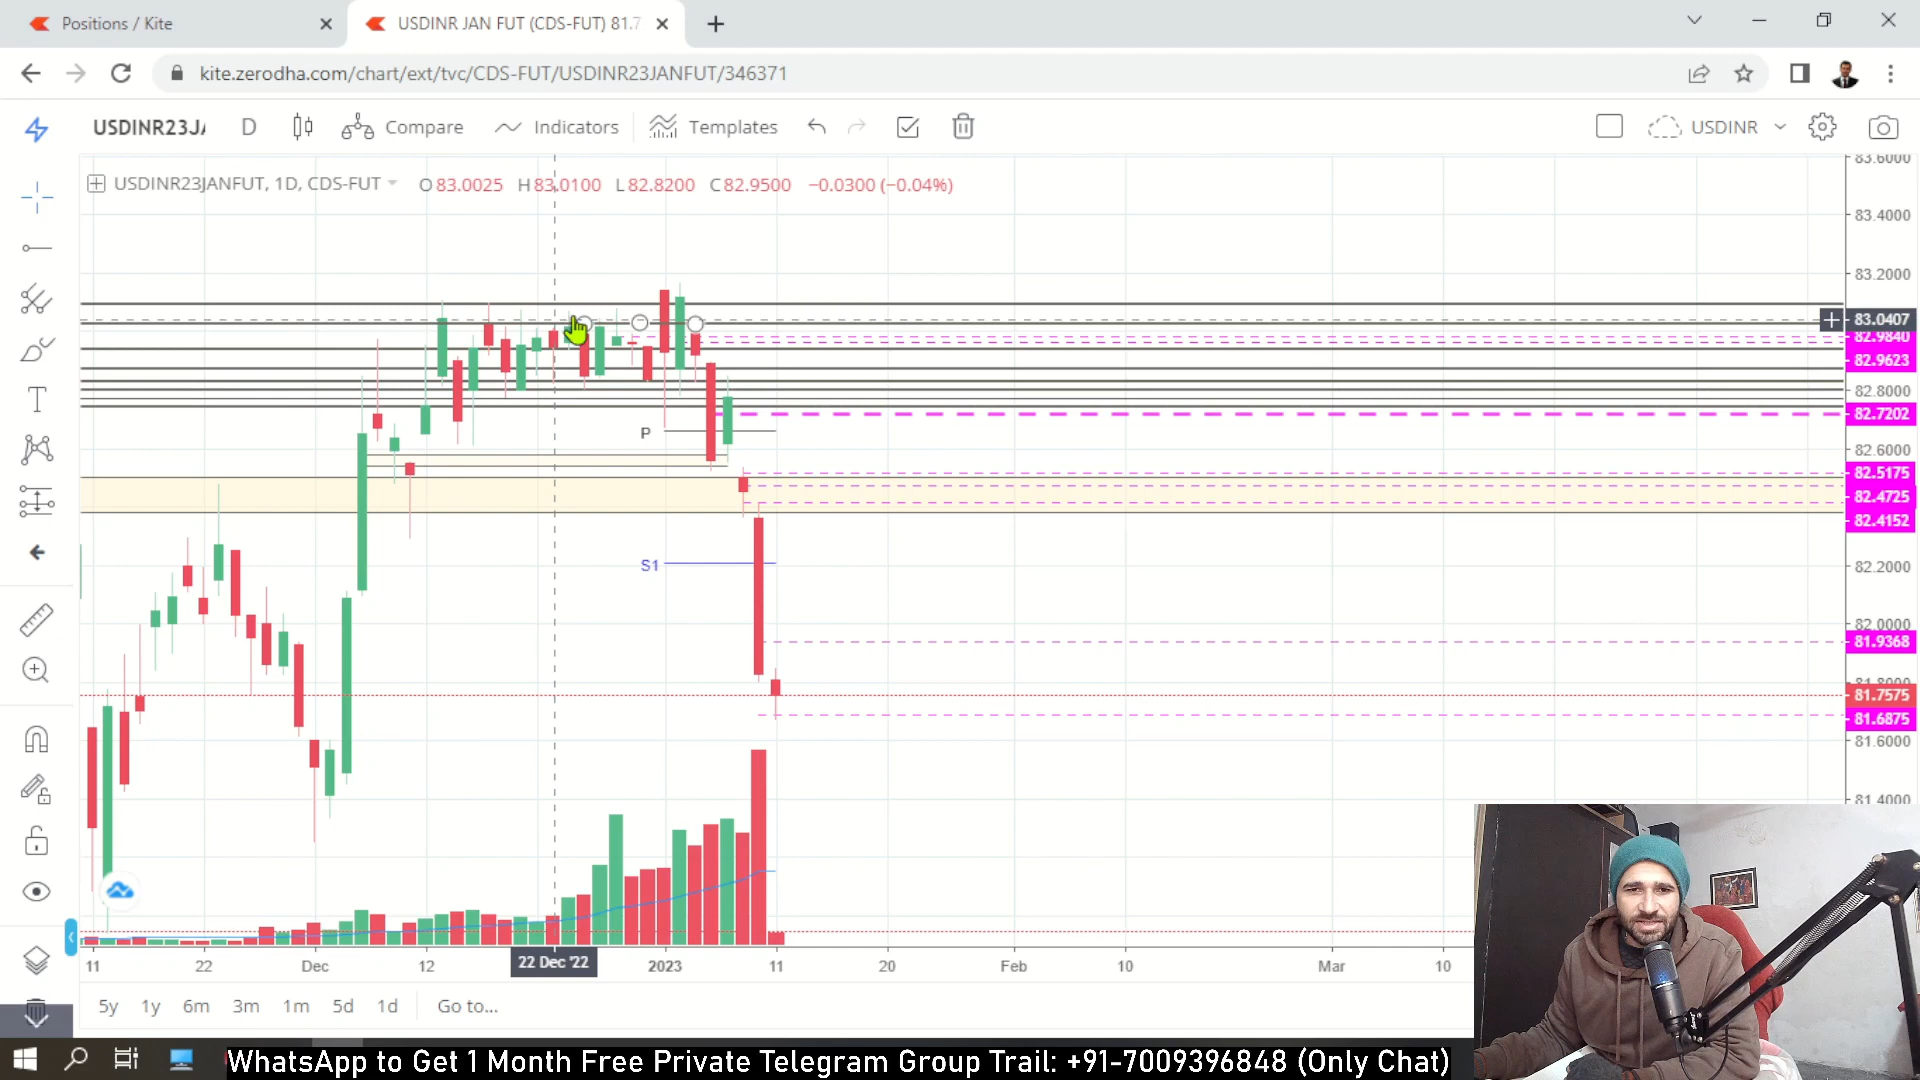 Positions / Kite
USDINR JAN FUT (CDS-FUT) 81.7
kite.zerodha.com/chart/ext/tvc/CDS-FUT/USDINR23JANFUT/346371
USDINR23JA
D
Compare
Indicators
Templates
USDINR
USDINR23JANFUT, 1D, CDS-FUT
O 83.0025 H 83.0100 L 82.8200 C 82.9500 −0.0300 (−0.04%)
83.6000
83.4000
83.2000
83.0407
82.9840
82.9623
82.8000
82.7202
82.6000
82.5175
82.4725
82.4152
82.2000
82.0000
81.9368
81.8000
81.7575
81.6875
81.6000
81.4000
P
S1
T
11
22
Dec
12
22 Dec '22
2023
11
20
Feb
10
Mar
10
5y
1y
6m
3m
1m
5d
1d
Go to...
WhatsApp to Get 1 Month Free Private Telegram Group Trail: +91-7009396848 (Only Chat)